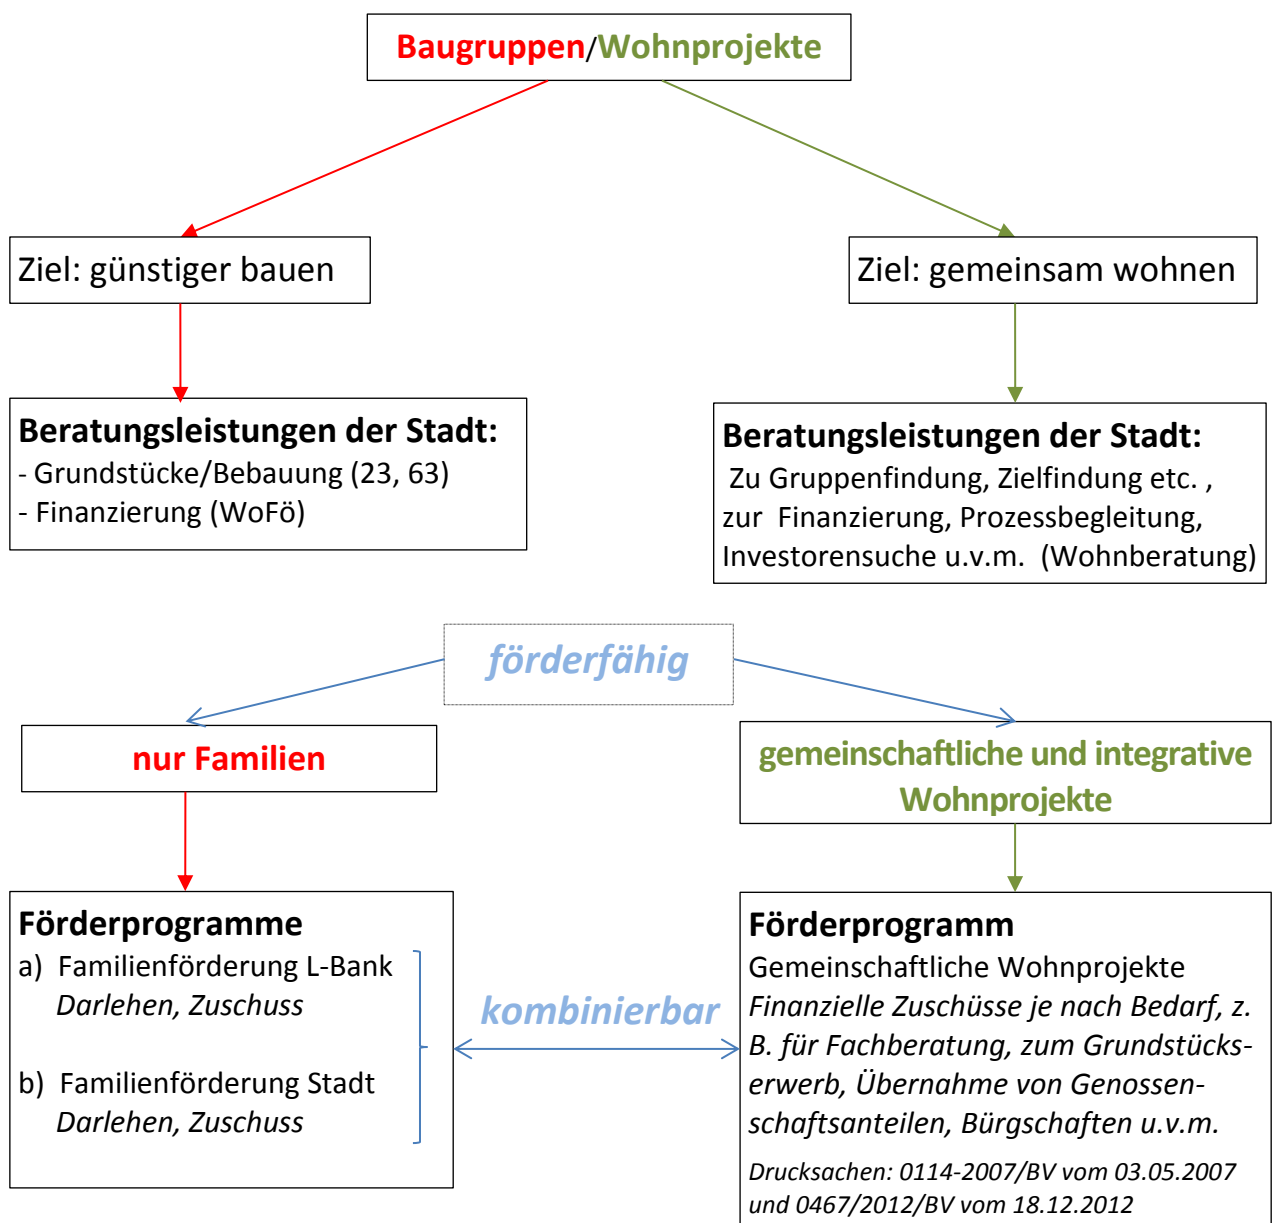 Baugruppen/Wohnprojekte
Ziel: günstiger bauen
Ziel: gemeinsam wohnen
Beratungsleistungen der Stadt:
- Grundstücke/Bebauung (23, 63)
- Finanzierung (WoFö)
Beratungsleistungen der Stadt:
Zu Gruppenfindung, Zielfindung etc. ,
zur Finanzierung, Prozessbegleitung,
Investorensuche u.v.m. (Wohnberatung)
förderfähig
nur Familien
gemeinschaftliche und integrative
Wohnprojekte
Förderprogramme
a) Familienförderung L-Bank
Darlehen, Zuschuss
b) Familienförderung Stadt
Darlehen, Zuschuss
kombinierbar
Förderprogramm
Gemeinschaftliche Wohnprojekte
Finanzielle Zuschüsse je nach Bedarf, z.
B. für Fachberatung, zum Grundstücks-
erwerb, Übernahme von Genossen-
schaftsanteilen, Bürgschaften u.v.m.
Drucksachen: 0114-2007/BV vom 03.05.2007
und 0467/2012/BV vom 18.12.2012